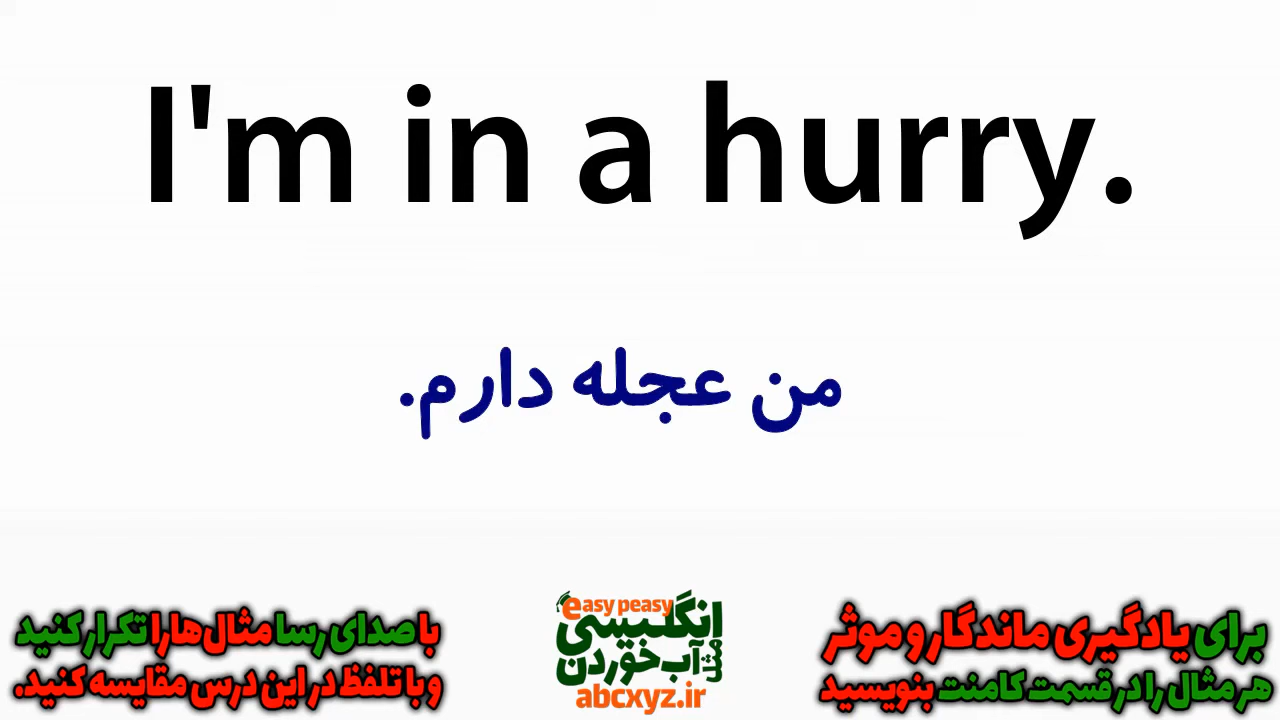 I'm in a hurry.
من عجله دارم.
برای یادگیری ماندگار و موثر
هر مثال را در قسمت کامنت بنویسید
easy peasy
انگلیسی
مثل آب خوردن
abcxyz.ir
با صدای رسا مثال‌ها را تکرار کنید
و با تلفظ در این درس مقایسه کنید.